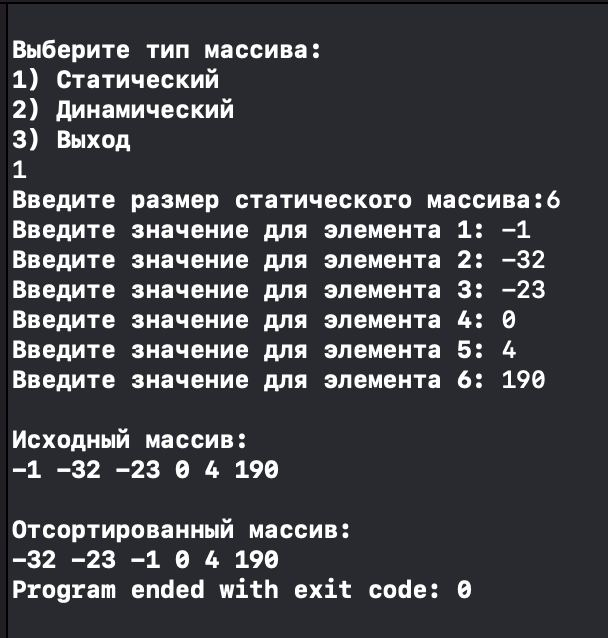 Выберите тип массива:
1) Статический
2) Динамический
3) Выход
1
Введите размер статического массива:6
Введите значение для элемента 1: -1
Введите значение для элемента 2: -32
Введите значение для элемента 3: -23
Введите значение для элемента 4: 0
Введите значение для элемента 5: 4
Введите значение для элемента 6: 190
Исходный массив:
-1 -32 -23 0 4 190
Отсортированный массив:
-32 -23 -1 0 4 190
Program ended with exit code: 0